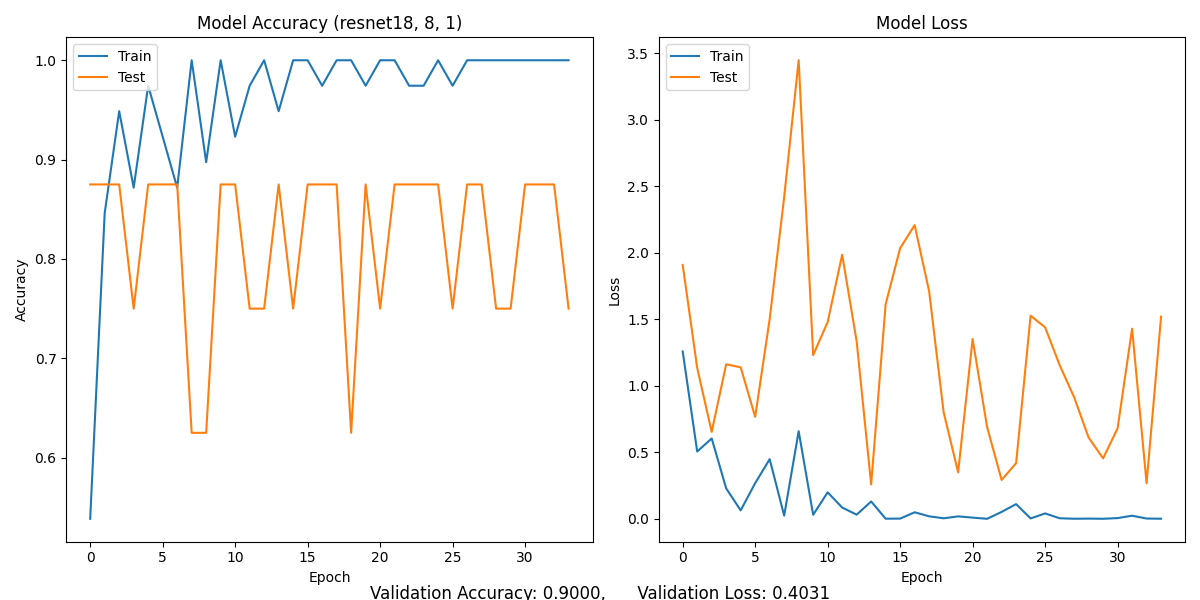 Model Accuracy (resnet18, 8, 1)
Train
Test
1.0
0.9
0.8
0.7
0.6
Accuracy
0 5 10 15 20 25 30
Epoch
Model Loss
Train
Test
3.5
3.0
2.5
2.0
1.5
1.0
0.5
0.0
Loss
0 5 10 15 20 25 30
Epoch
Validation Accuracy: 0.9000, Validation Loss: 0.4031